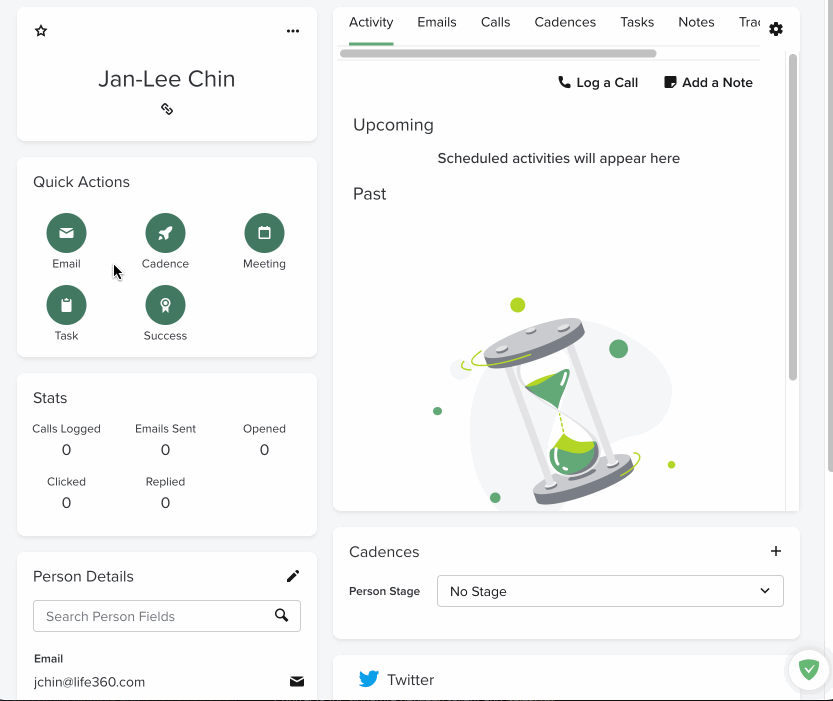 Jan-Lee Chin
Quick Actions
Email
Cadence
Meeting
Task
Success
Stats
Calls Logged
Emails Sent
Opened
0
0
0
Clicked
Replied
0
0
Person Details
Search Person Fields
Email
jchin@life360.com
Activity
Emails
Calls
Cadences
Tasks
Notes
Log a Call
Add a Note
Upcoming
Scheduled activities will appear here
Past
Cadences
Person Stage
No Stage
Twitter